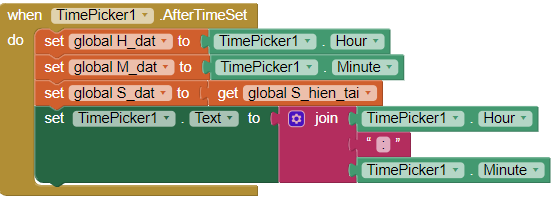 when TimePicker1 .AfterTimeSet
do set global H_dat to TimePicker1 . Hour
set global M_dat to TimePicker1 . Minute
set global S_dat to get global S_hien_tai
set TimePicker1 . Text to join TimePicker1 . Hour
“ : ”
TimePicker1 . Minute